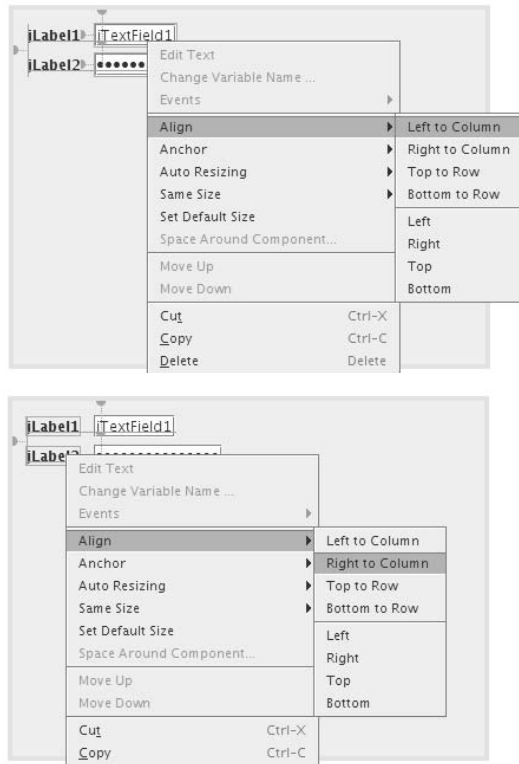 jLabel1 jTextField1
jLabel2 ••••••
Edit Text
Change Variable Name ...
Events
Align
Anchor
Auto Resizing
Same Size
Set Default Size
Space Around Component...
Move Up
Move Down
Cut Ctrl-X
Copy Ctrl-C
Delete Delete
Left to Column
Right to Column
Top to Row
Bottom to Row
Left
Right
Top
Bottom
jLabel1 jTextField1
jLabel2
Edit Text
Change Variable Name ...
Events
Align
Anchor
Auto Resizing
Same Size
Set Default Size
Space Around Component...
Move Up
Move Down
Cut Ctrl-X
Copy Ctrl-C
Left to Column
Right to Column
Top to Row
Bottom to Row
Left
Right
Top
Bottom